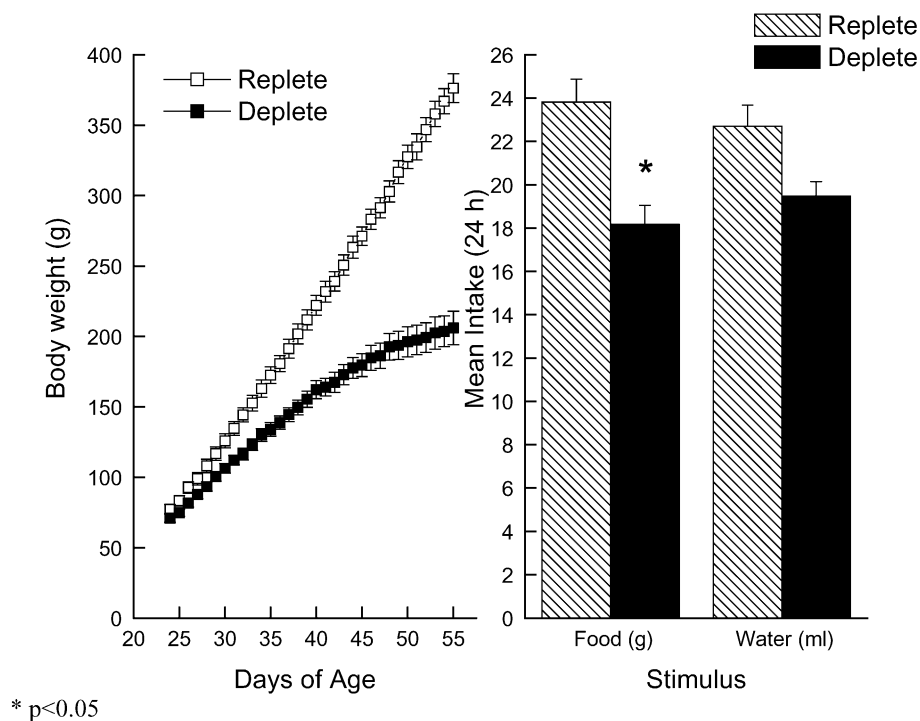 Replete
Deplete
400
350
300
250
200
150
100
50
0
Body weight (g)
Replete
Deplete
20 25 30 35 40 45 50 55
Days of Age
26
24
22
20
18
16
14
12
10
8
6
4
2
0
Mean Intake (24 h)
*
Food (g) Water (ml)
Stimulus
* p<0.05